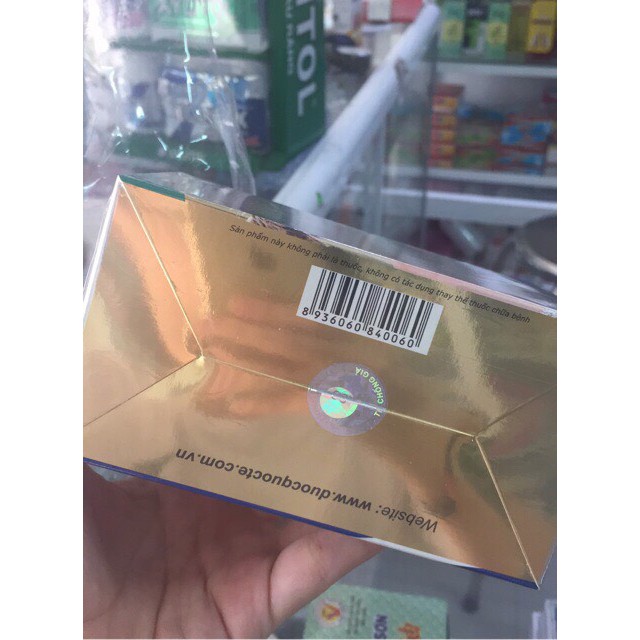 TOL
Sản phẩm này không phải là thuốc, không có tác dụng thay thế thuốc chữa bệnh
8 936060 840060
CHỐNG GIẢ
Website: www.duocquocte.com.vn
NOS